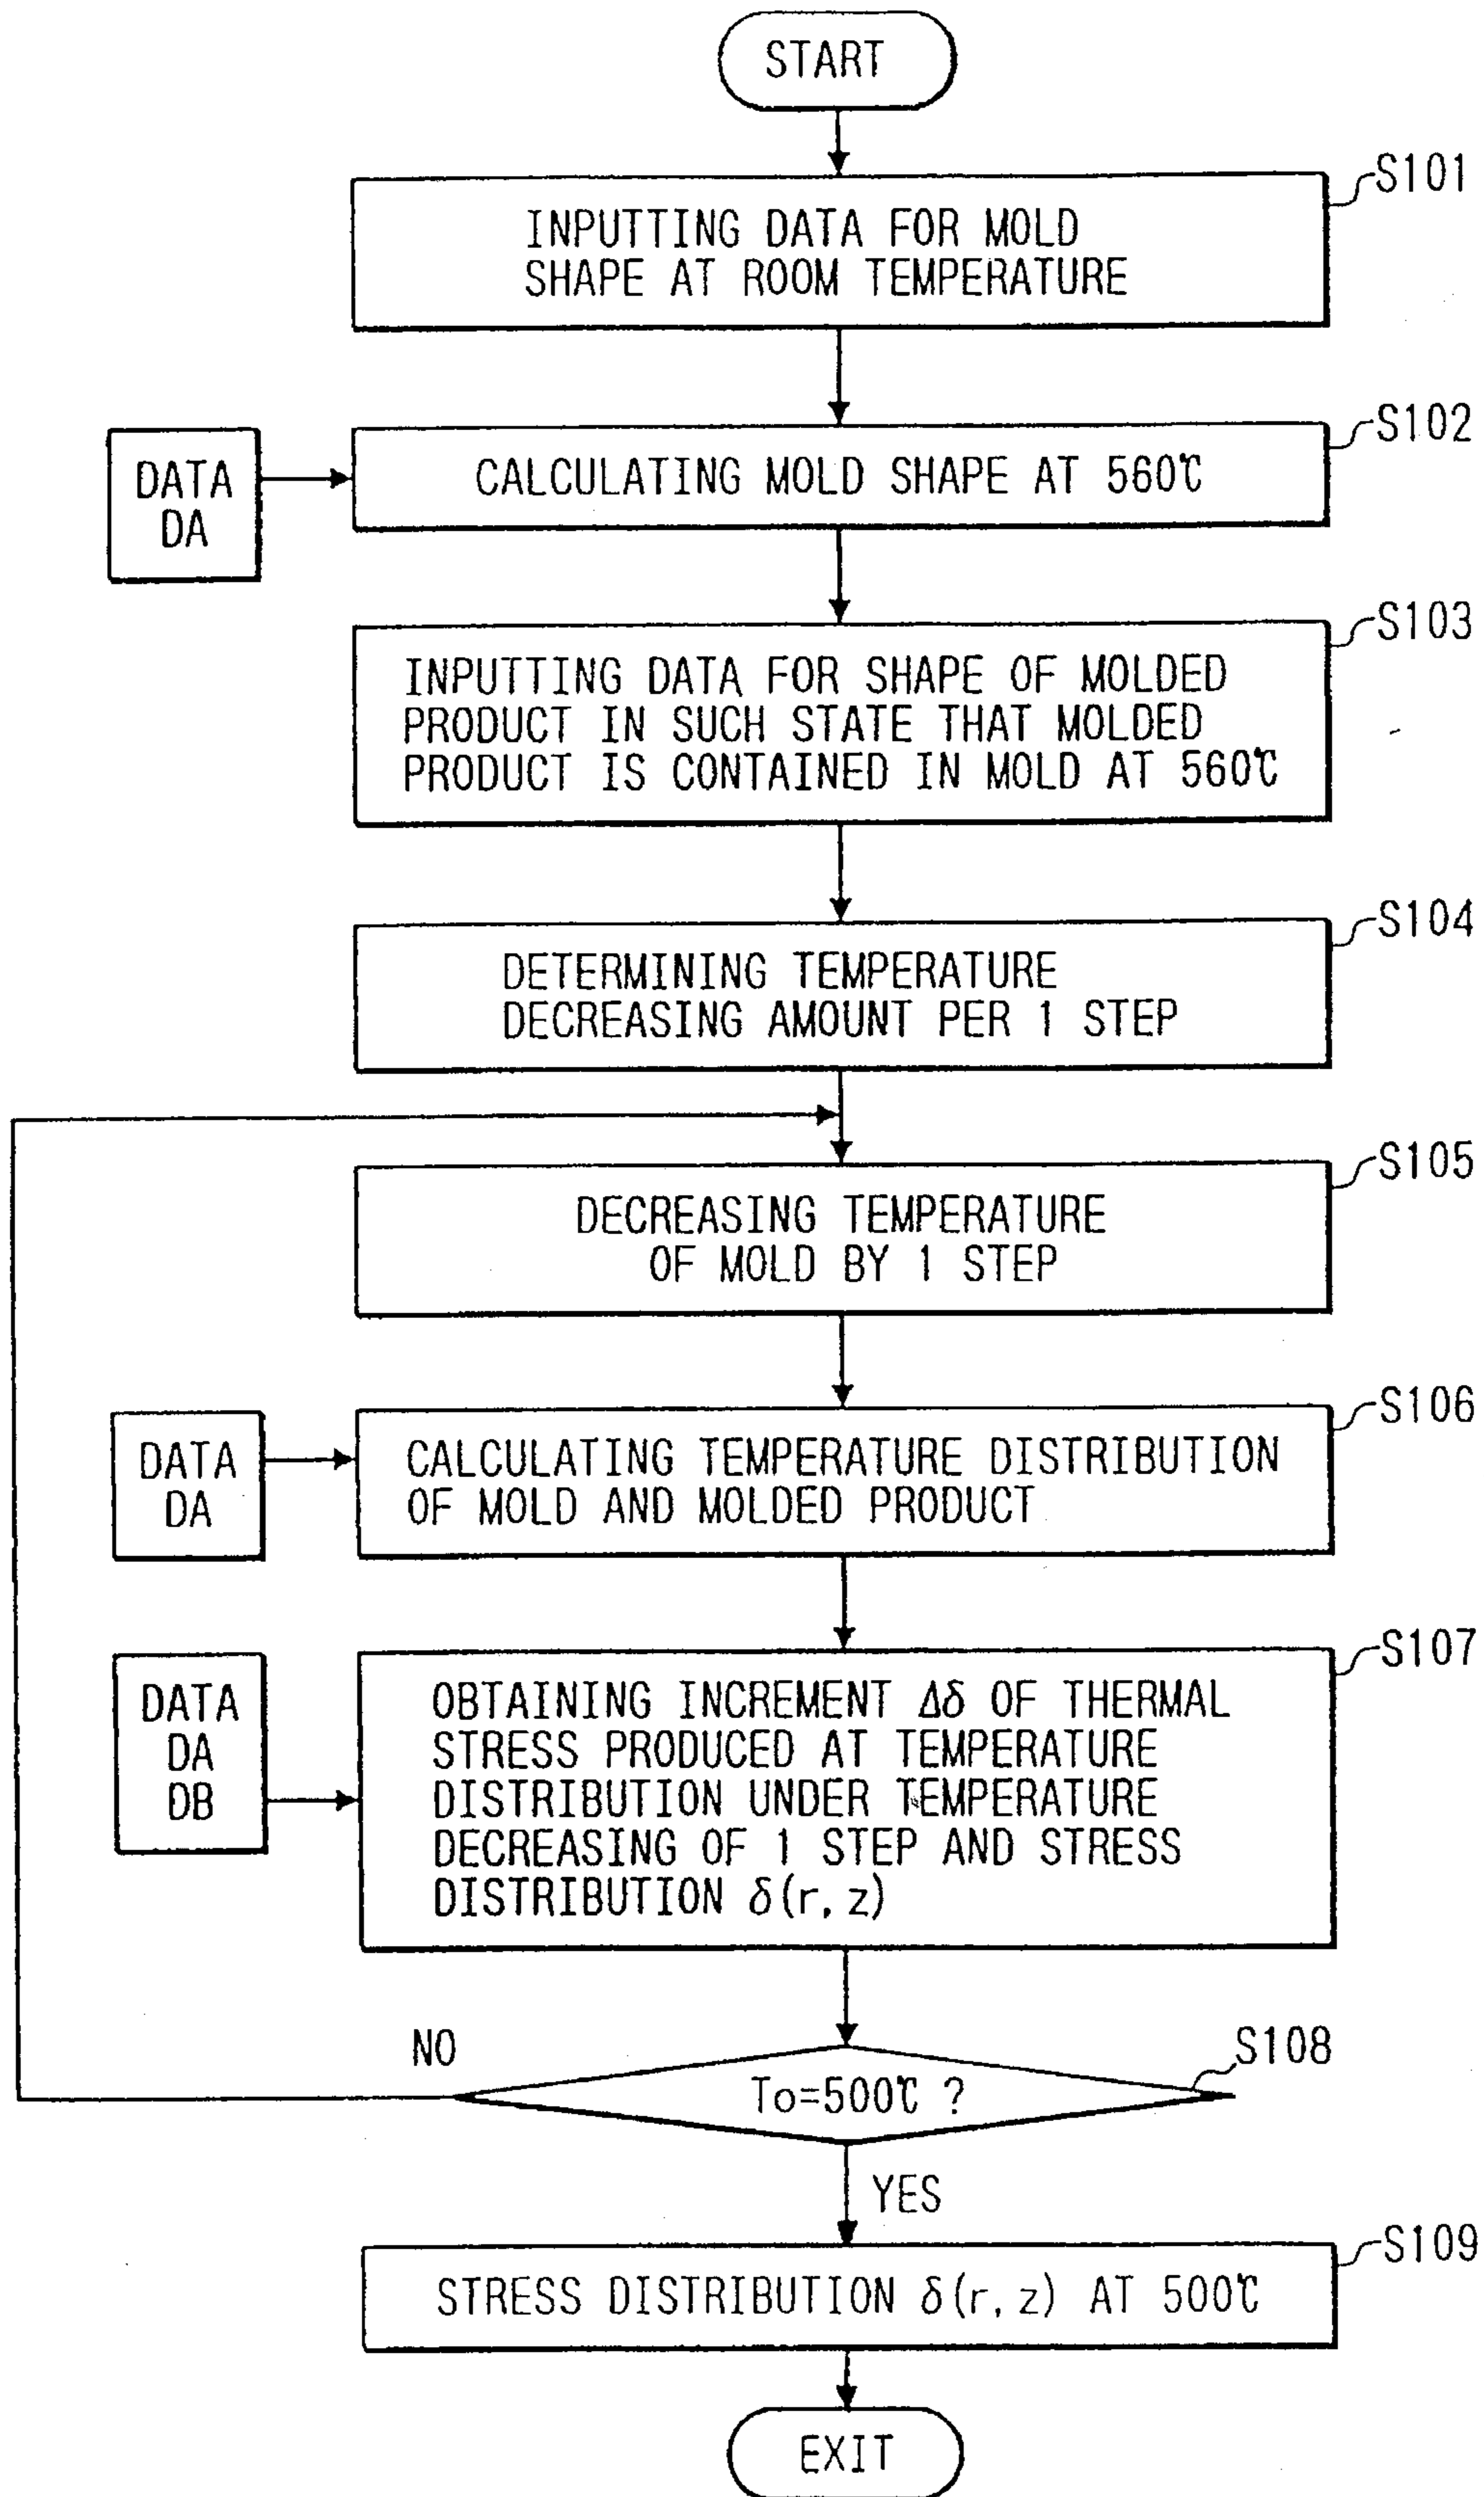 START
S101
INPUTTING DATA FOR MOLD
SHAPE AT ROOM TEMPERATURE
S102
DATA
DA
CALCULATING MOLD SHAPE AT 560℃
S103
INPUTTING DATA FOR SHAPE OF MOLDED
PRODUCT IN SUCH STATE THAT MOLDED
PRODUCT IS CONTAINED IN MOLD AT 560℃
S104
DETERMINING TEMPERATURE
DECREASING AMOUNT PER 1 STEP
S105
DECREASING TEMPERATURE
OF MOLD BY 1 STEP
S106
DATA
DA
CALCULATING TEMPERATURE DISTRIBUTION
OF MOLD AND MOLDED PRODUCT
S107
DATA
DA
DB
OBTAINING INCREMENT Δδ OF THERMAL
STRESS PRODUCED AT TEMPERATURE
DISTRIBUTION UNDER TEMPERATURE
DECREASING OF 1 STEP AND STRESS
DISTRIBUTION δ(r, z)
NO
S108
To=500℃ ?
YES
S109
STRESS DISTRIBUTION δ(r, z) AT 500℃
EXIT